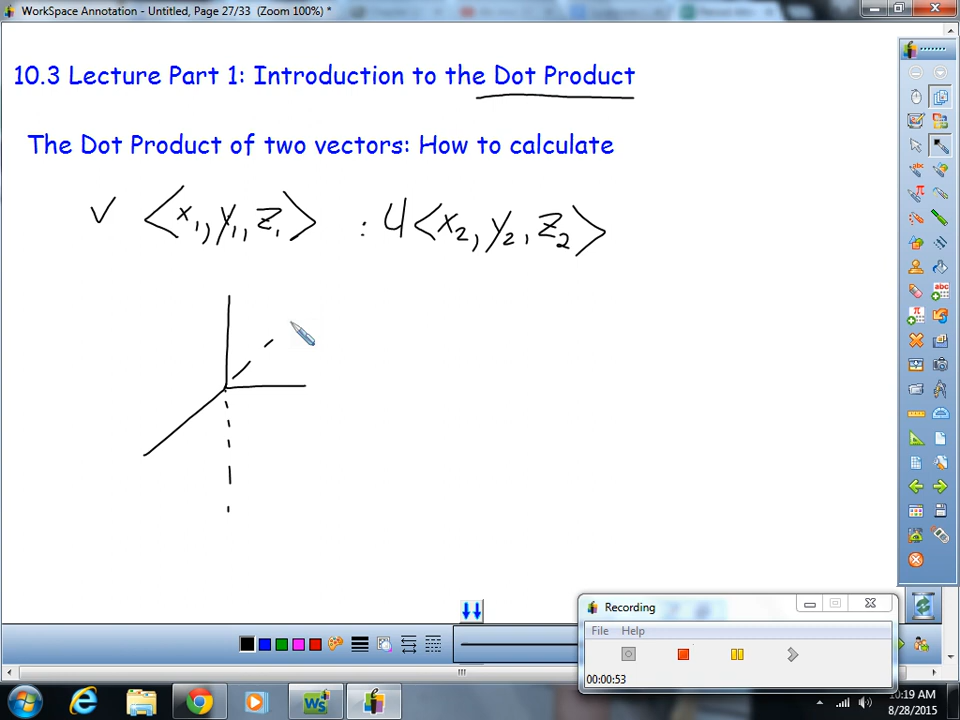 WorkSpace Annotation - Untitled, Page 27/33 (Zoom 100%) *
10.3 Lecture Part 1: Introduction to the Dot Product
The Dot Product of two vectors: How to calculate
v ⟨x₁, y₁, z₁⟩ : u⟨x₂, y₂, z₂⟩
abc
abc
Recording
File Help
00:00:53
10:19 AM
8/28/2015